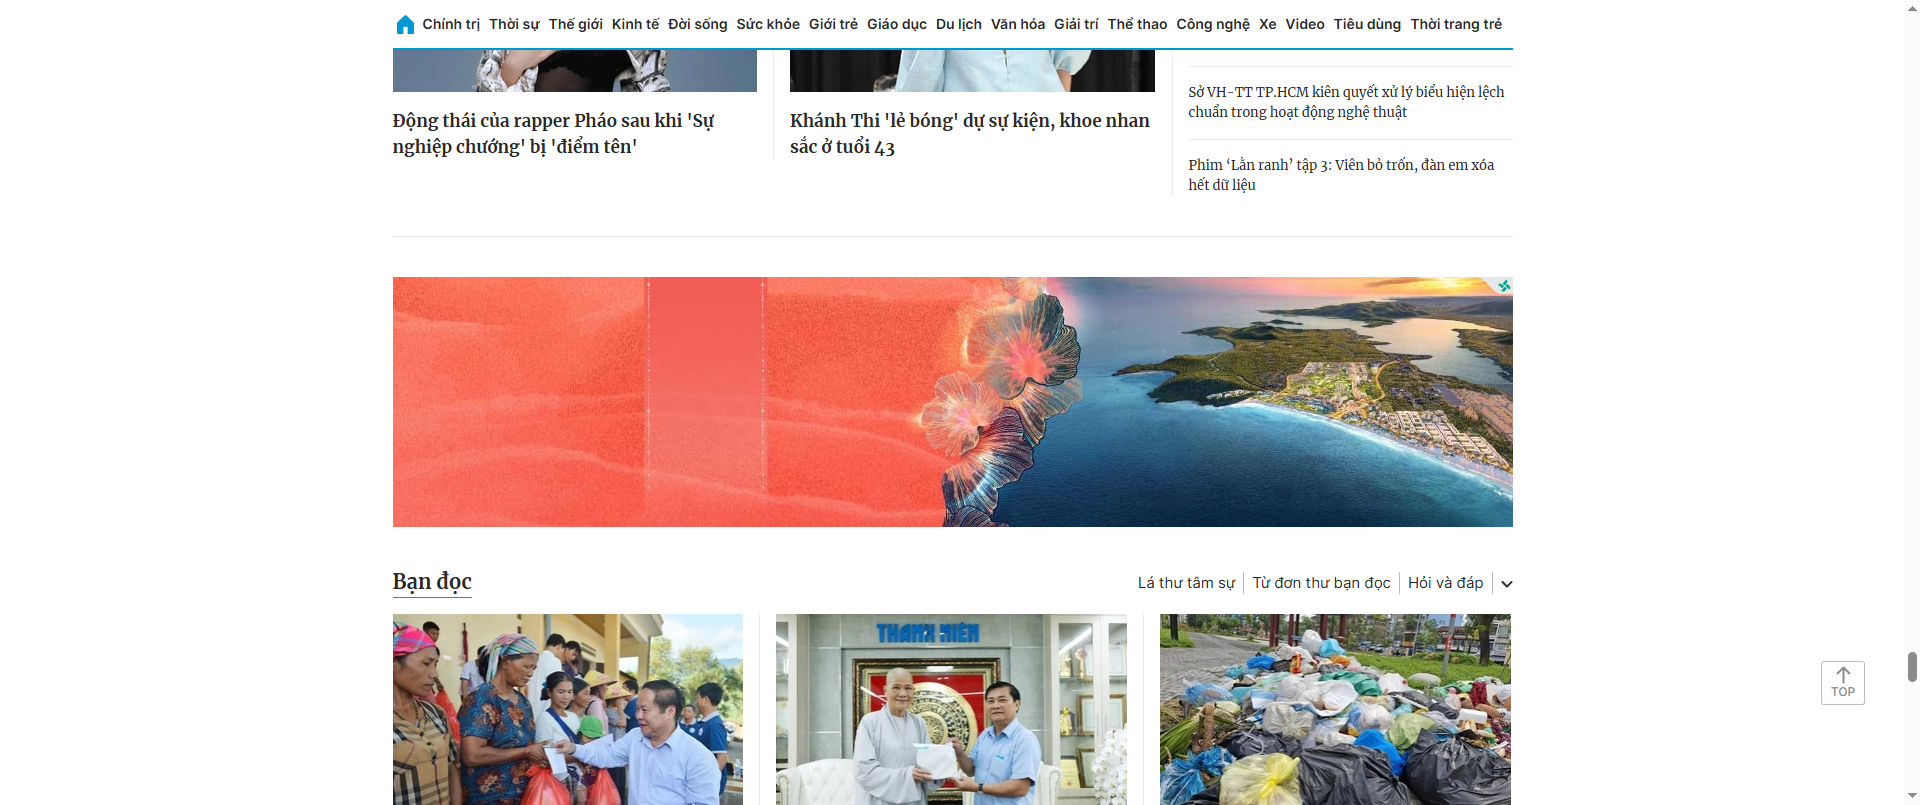 Chính trị Thời sự Thế giới Kinh tế Đời sống Sức khỏe Giới trẻ Giáo dục Du lịch Văn hóa Giải trí Thể thao Công nghệ Xe Video Tiêu dùng Thời trang trẻ
Động thái của rapper Pháo sau khi 'Sự
nghiệp chướng' bị 'điểm tên'
Khánh Thi 'lẻ bóng' dự sự kiện, khoe nhan
sắc ở tuổi 43
Sở VH-TT TP.HCM kiên quyết xử lý biểu hiện lệch
chuẩn trong hoạt động nghệ thuật
Phim ‘Lằn ranh’ tập 3: Viên bỏ trốn, đàn em xóa
hết dữ liệu
Bạn đọc
Lá thư tâm sự Từ đơn thư bạn đọc Hỏi và đáp
THANH NIÊN
TOP